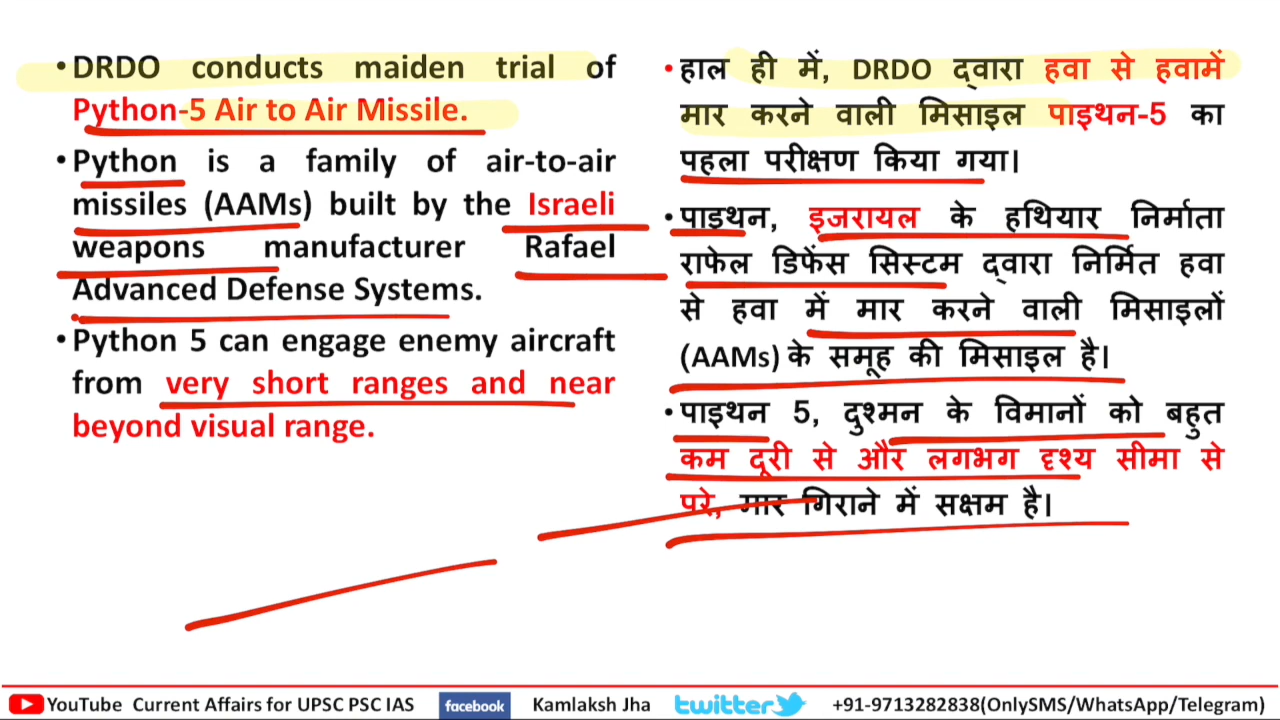 •DRDO conducts maiden trial of
Python-5 Air to Air Missile.
•Python is a family of air-to-air
missiles (AAMs) built by the Israeli
weapons manufacturer Rafael
Advanced Defense Systems.
•Python 5 can engage enemy aircraft
from very short ranges and near
beyond visual range.
•हाल ही में, DRDO द्वारा हवा से हवामें
मार करने वाली मिसाइल पाइथन-5 का
पहला परीक्षण किया गया।
•पाइथन, इजरायल के हथियार निर्माता
राफेल डिफेंस सिस्टम द्वारा निर्मित हवा
से हवा में मार करने वाली मिसाइलों
(AAMs) के समूह की मिसाइल है।
•पाइथन 5, दुश्मन के विमानों को बहुत
कम दूरी से और लगभग दृश्य सीमा से
परे, मार गिराने में सक्षम है।
YouTube Current Affairs for UPSC PSC IAS facebook Kamlaksh Jha twitter +91-9713282838(OnlySMS/WhatsApp/Telegram)